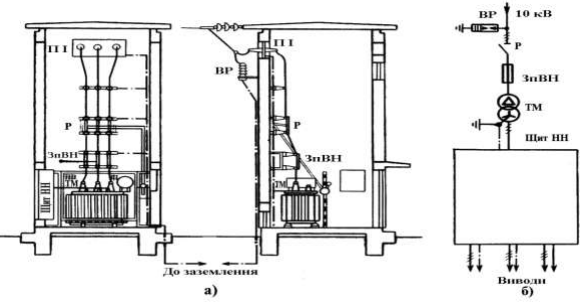 П І
Р
ЗпВН
ТМ
Щит НН
П І
ВР
Р
ЗпВН
ТМ
До заземлення
а)
10 кВ
ВР
Р
ЗпВН
ТМ
Щит НН
Виводи
б)